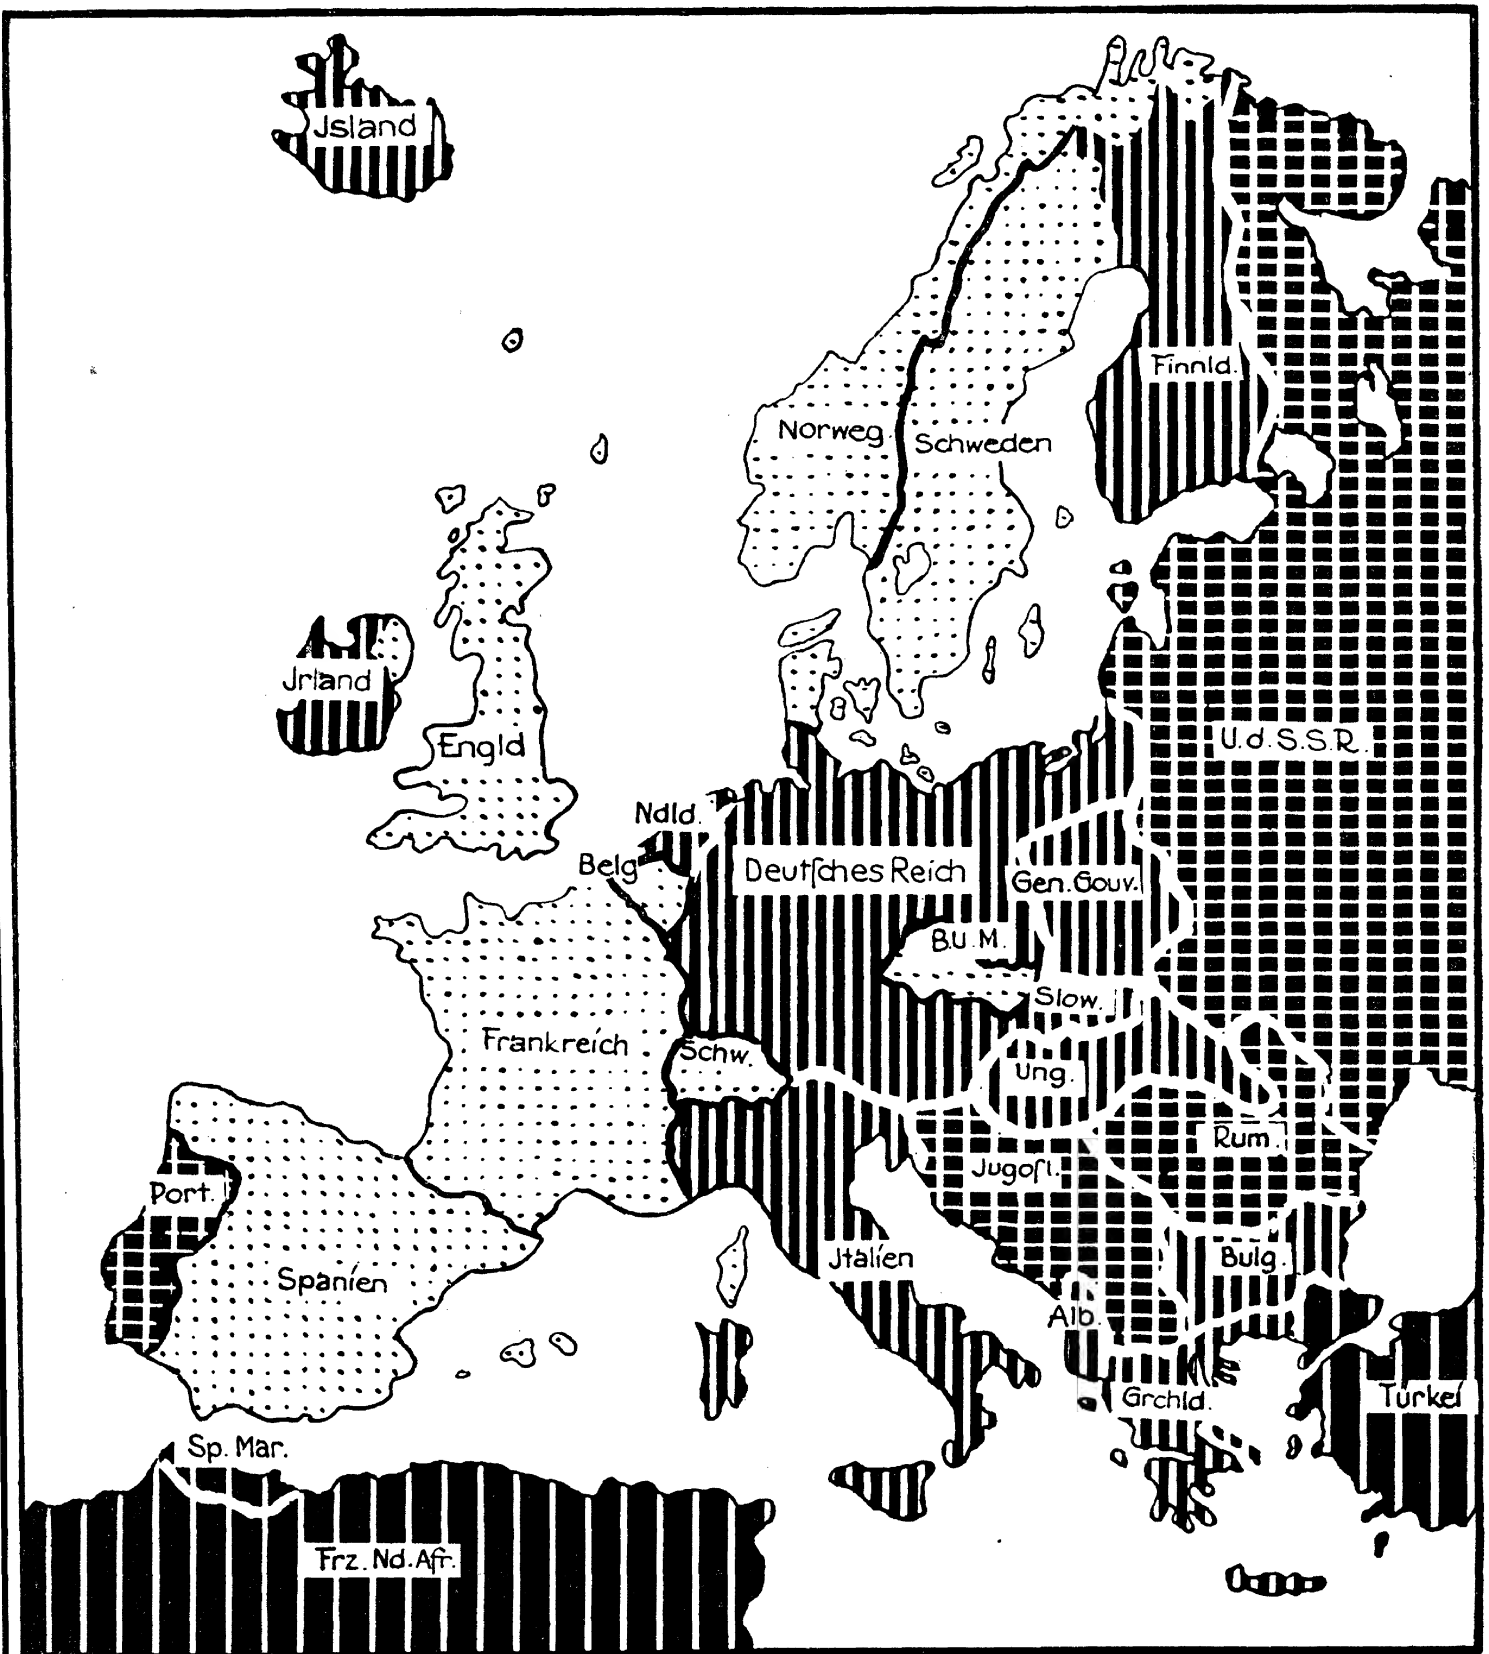 Jsland
Finnld.
Norweg.
Schweden
Jrland
Engld
U.d.S.S.R.
Ndld.
Belg
Deutſches Reich
Gen. Gouv.
B.U.M.
Slow.
Frankreich
Schw.
Ung.
Rum.
Jugoſl.
Port.
Spanien
Jtalien
Bulg.
Alb.
Grchld.
Türkei
Sp. Mar.
Frz. Nd. Afr.